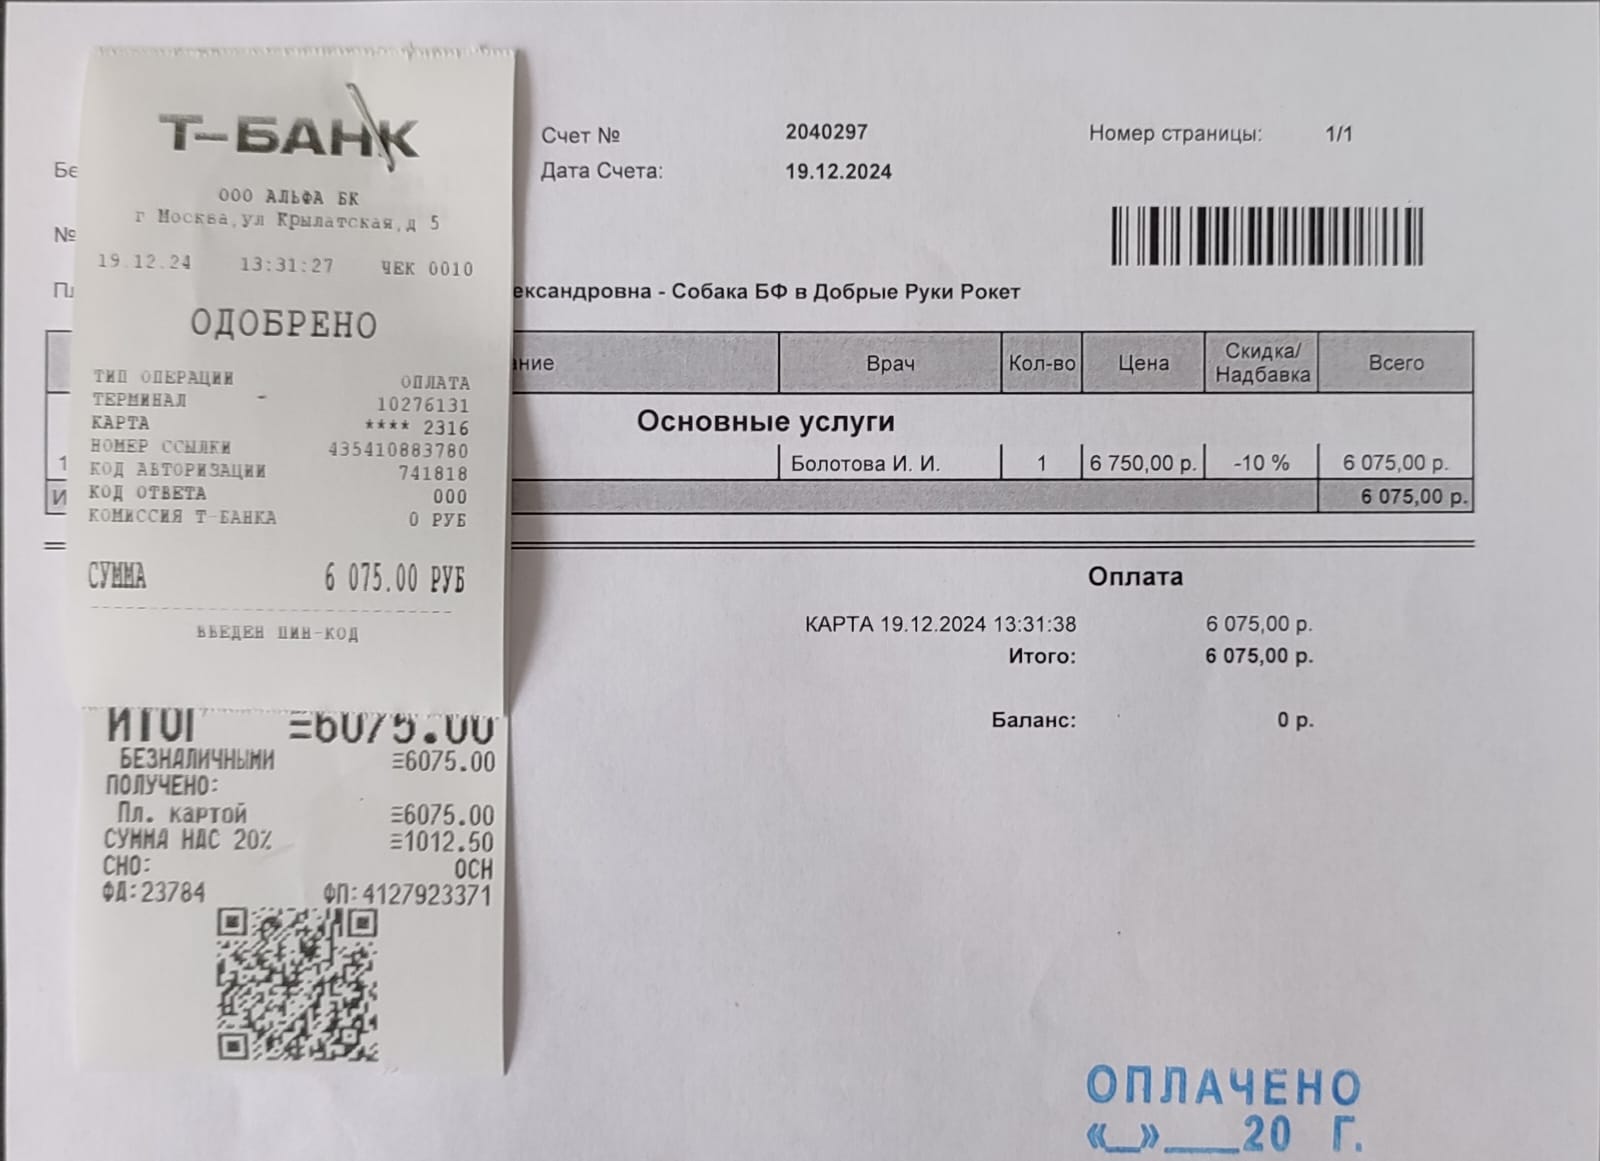 Т-БАНК
ООО АЛЬФА БК
г Москва,ул Крылатская,д 5
19.12.24 13:31:27 ЧЕК 0010
ОДОБРЕНО
ТИП ОПЕРАЦИИ ОПЛАТА
ТЕРМИНАЛ 10276131
КАРТА **** 2316
НОМЕР ССЫЛКИ 435410883780
КОД АВТОРИЗАЦИИ 741818
КОД ОТВЕТА 000
КОМИССИЯ Т-БАНКА 0 РУБ
СУММА 6 075.00 РУБ
ВВЕДЕН ПИН-КОД
ИТОГ ≡6075.00
БЕЗНАЛИЧНЫМИ ≡6075.00
ПОЛУЧЕНО:
Пл. картой ≡6075.00
СУММА НДС 20% ≡1012.50
СНО: ОСН
ФД:23784 ФП:4127923371
Счет № 2040297 Номер страницы: 1/1
Дата Счета: 19.12.2024
№
ександровна - Собака БФ в Добрые Руки Рокет
ние Врач Кол-во Цена Скидка/ Надбавка Всего
Основные услуги
1 Болотова И. И. 1 6 750,00 р. -10 % 6 075,00 р.
6 075,00 р.
Оплата
КАРТА 19.12.2024 13:31:38 6 075,00 р.
Итого: 6 075,00 р.
Баланс: 0 р.
ОПЛАЧЕНО
«__»____20 Г.